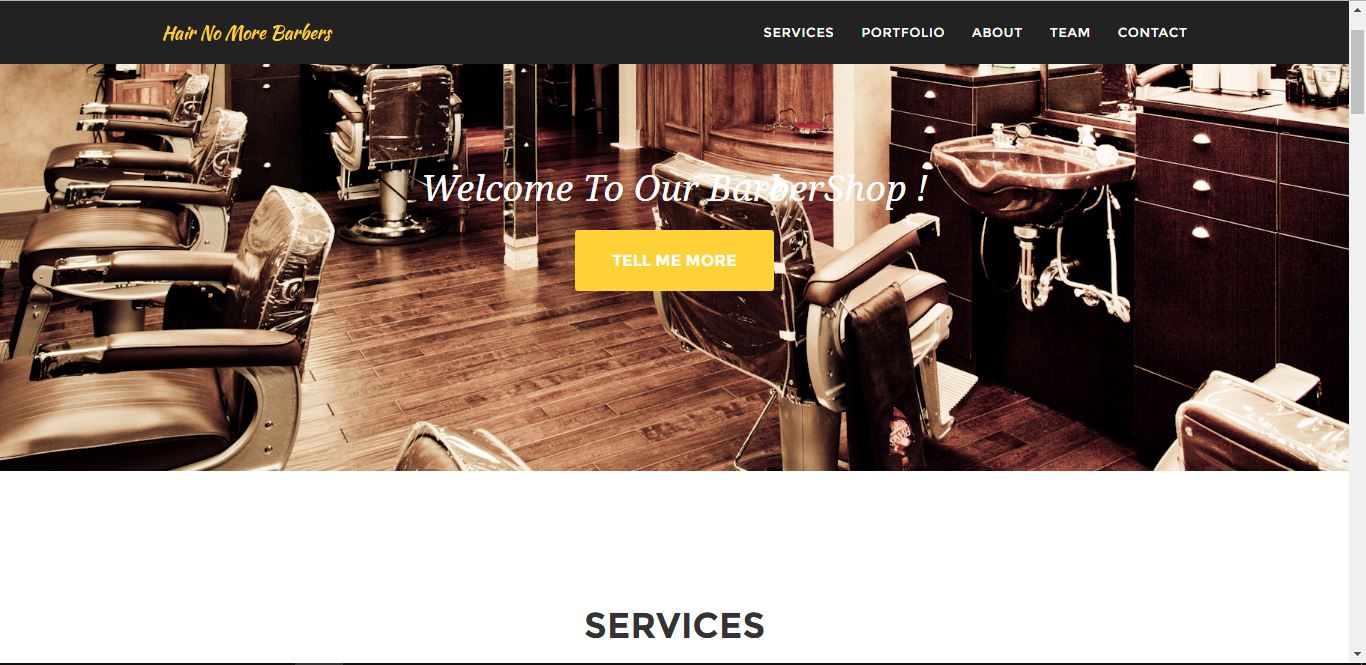 Hair No More Barbers
SERVICES PORTFOLIO ABOUT TEAM CONTACT
Welcome To Our BarberShop !
TELL ME MORE
SERVICES